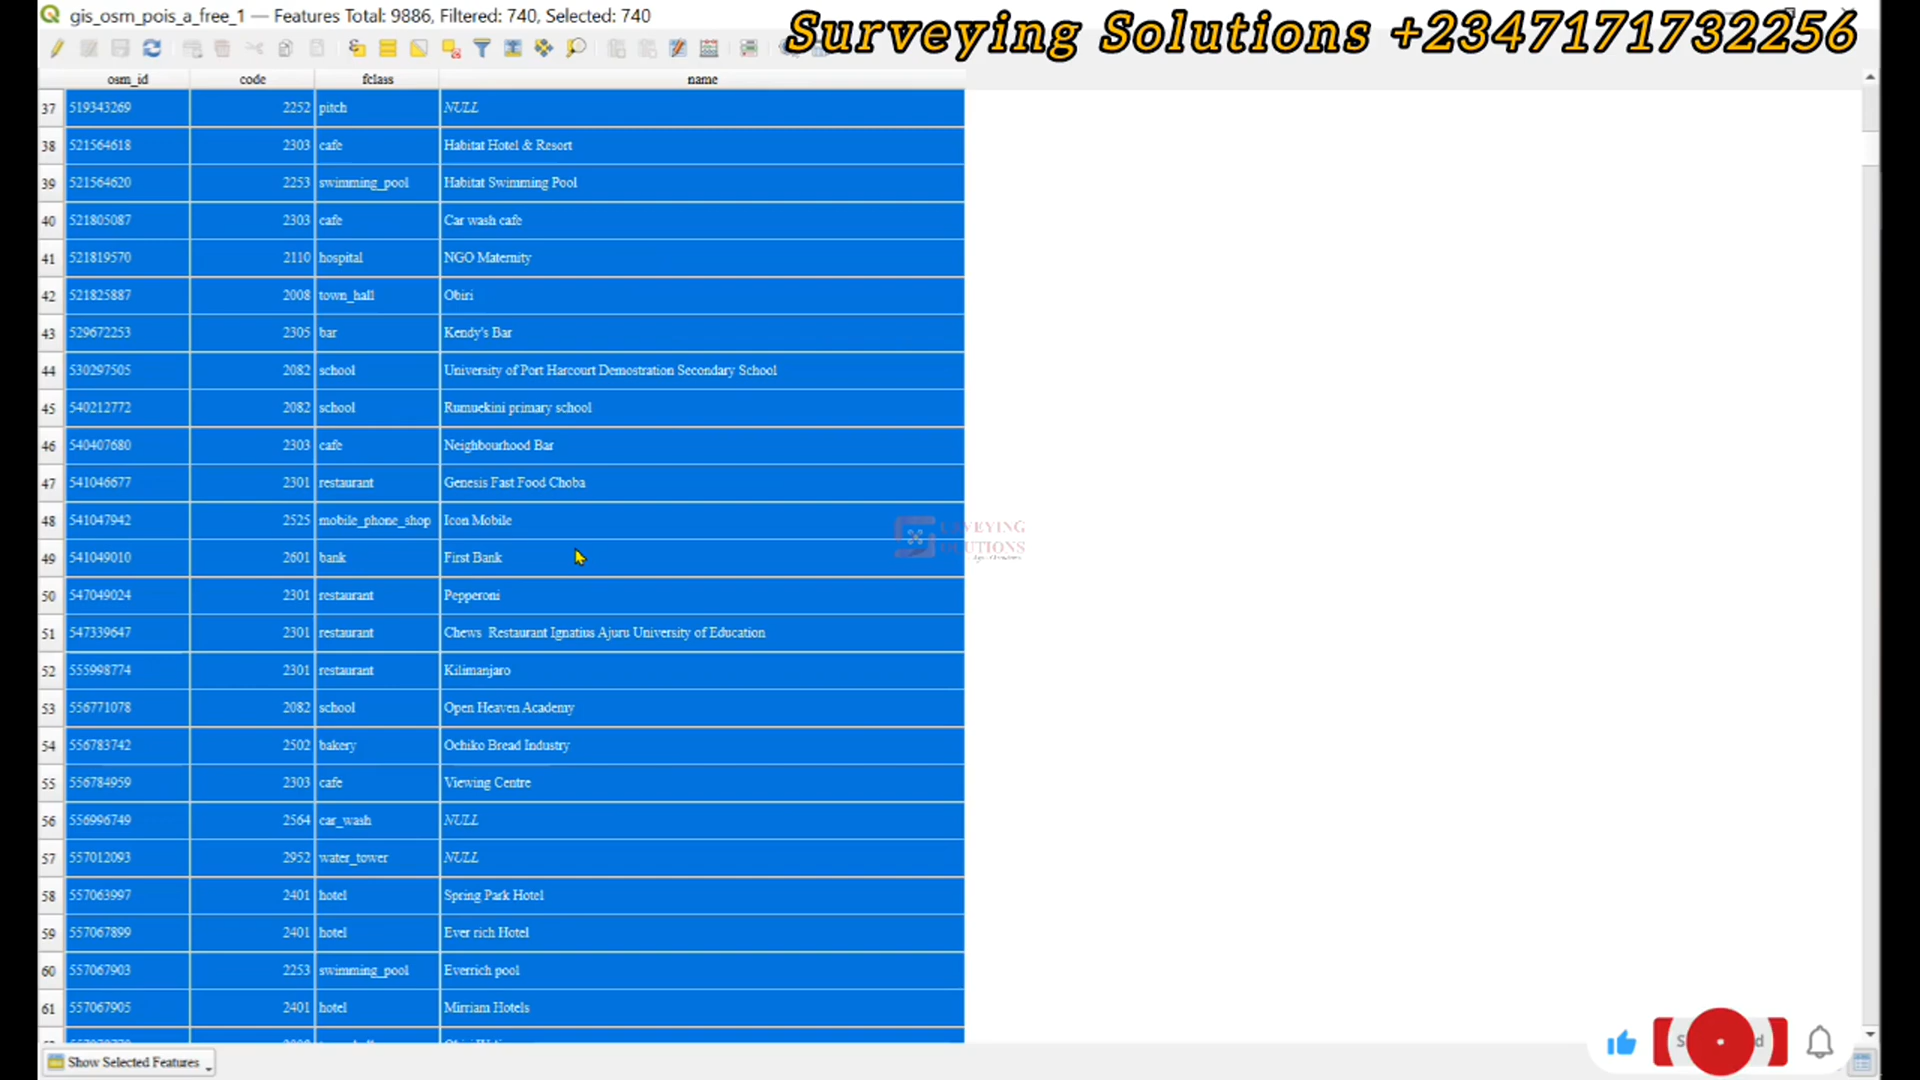 gis_osm_pois_a_free_1 — Features Total: 9886, Filtered: 740, Selected: 740
Surveying Solutions +2347171732256
osm_id code fclass name
37 519343269 2252 pitch NULL
38 521564618 2303 cafe Habitat Hotel & Resort
39 521564620 2253 swimming_pool Habitat Swimming Pool
40 521805087 2303 cafe Car wash cafe
41 521819570 2110 hospital NGO Maternity
42 521825887 2008 town_hall Obiri
43 529672253 2305 bar Kendy's Bar
44 530297505 2082 school University of Port Harcourt Demostration Secondary School
45 540212772 2082 school Rumuekini primary school
46 540407680 2303 cafe Neighbourhood Bar
47 541046677 2301 restaurant Genesis Fast Food Choba
48 541047942 2525 mobile_phone_shop Icon Mobile
49 541049010 2601 bank First Bank
50 547049024 2301 restaurant Pepperoni
51 547339647 2301 restaurant Chews Restaurant Ignatius Ajuru University of Education
52 555998774 2301 restaurant Kilimanjaro
53 556771078 2082 school Open Heaven Academy
54 556783742 2502 bakery Ochiko Bread Industry
55 556784959 2303 cafe Viewing Centre
56 556996749 2564 car_wash NULL
57 557012093 2952 water_tower NULL
58 557063997 2401 hotel Spring Park Hotel
59 557067899 2401 hotel Ever rich Hotel
60 557067903 2253 swimming_pool Everrich pool
61 557067905 2401 hotel Mirriam Hotels
Show Selected Features